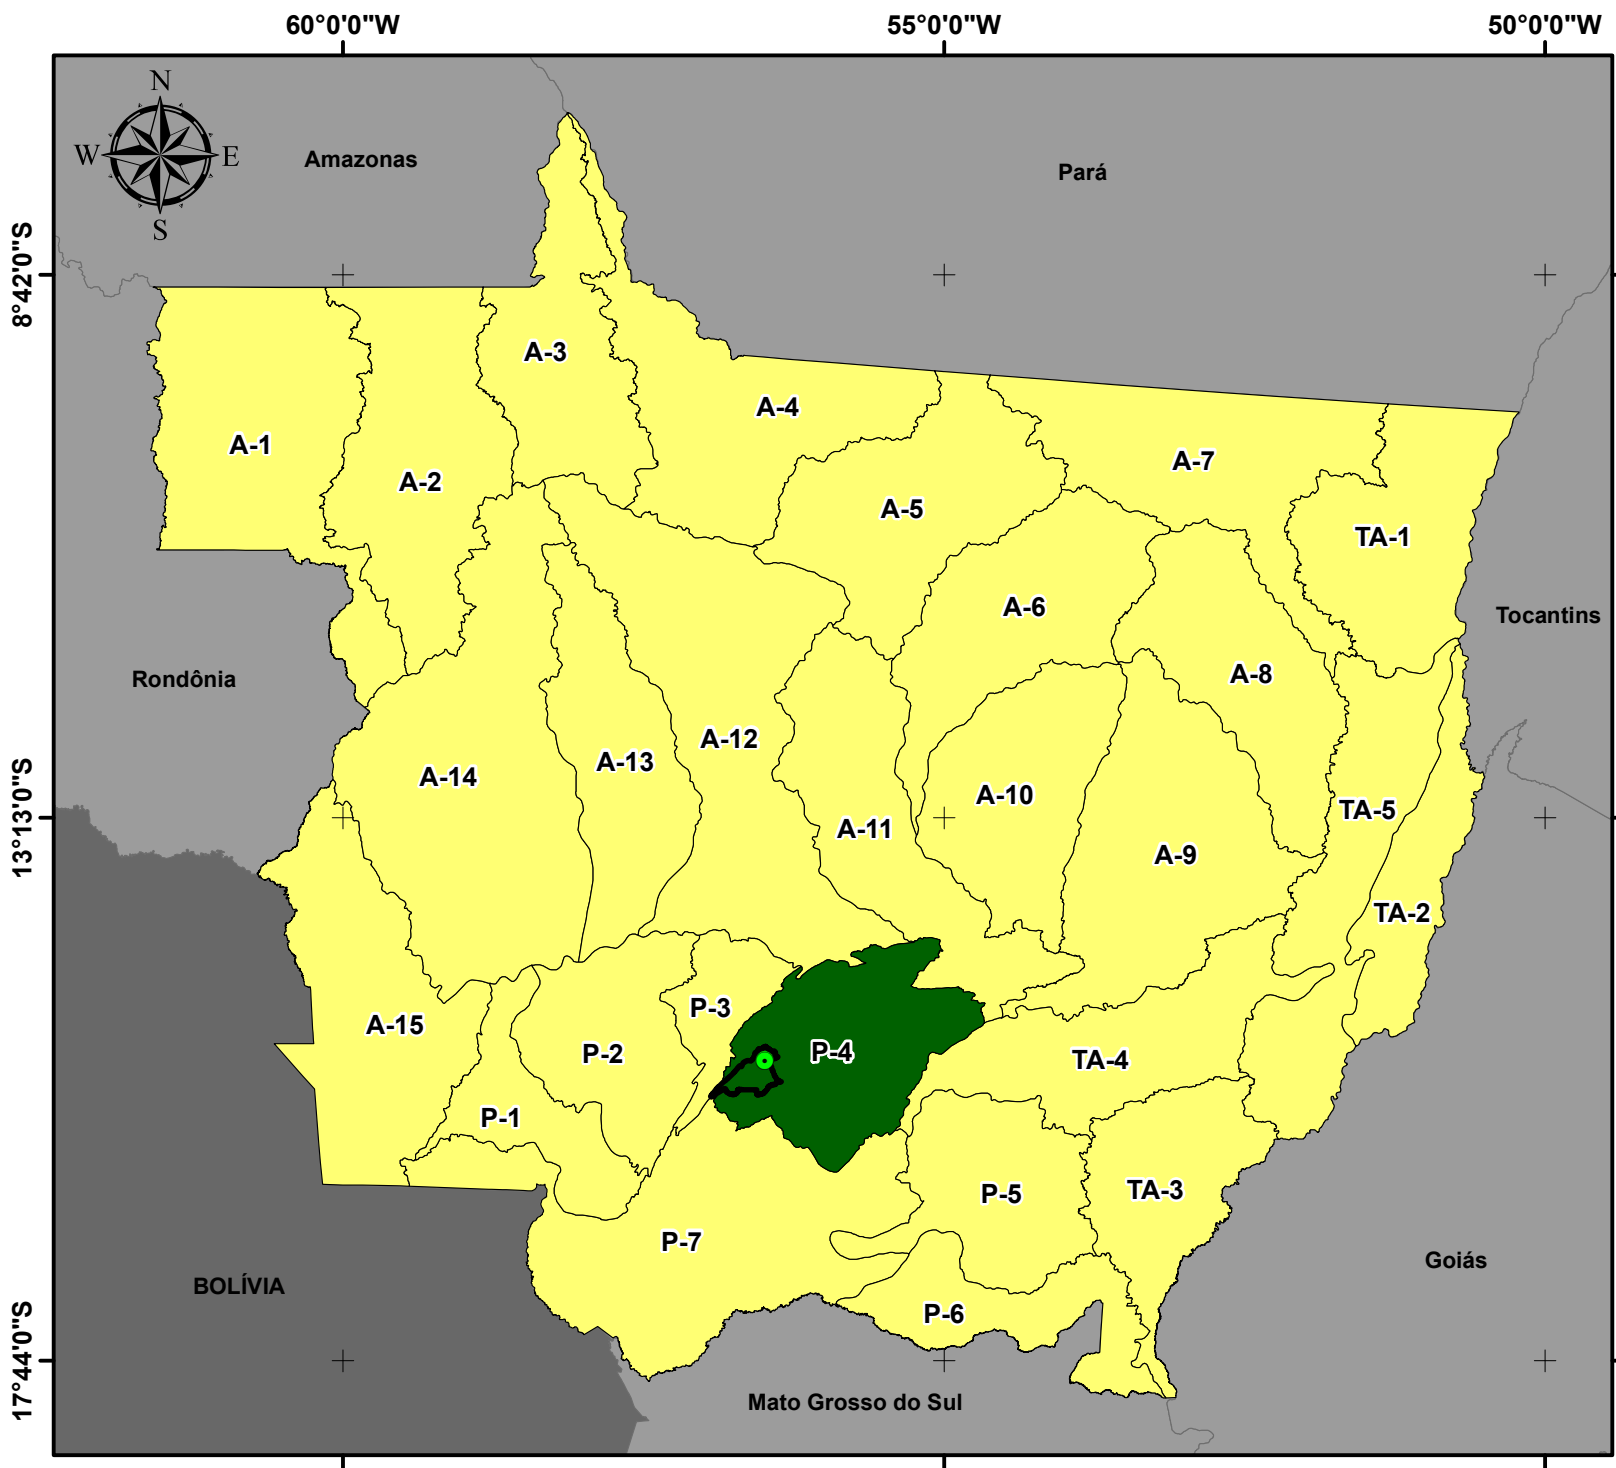 60°0'0"W
55°0'0"W
50°0'0"W
N
W
E
S
Amazonas
Pará
8°42'0"S
A-3
A-4
A-1
A-7
A-2
A-5
TA-1
A-6
Tocantins
Rondônia
A-8
A-12
A-13
A-14
A-10
TA-5
13°13'0"S
A-11
A-9
TA-2
P-3
A-15
P-2
P-4
TA-4
P-1
TA-3
P-5
P-7
Goiás
BOLÍVIA
P-6
17°44'0"S
Mato Grosso do Sul